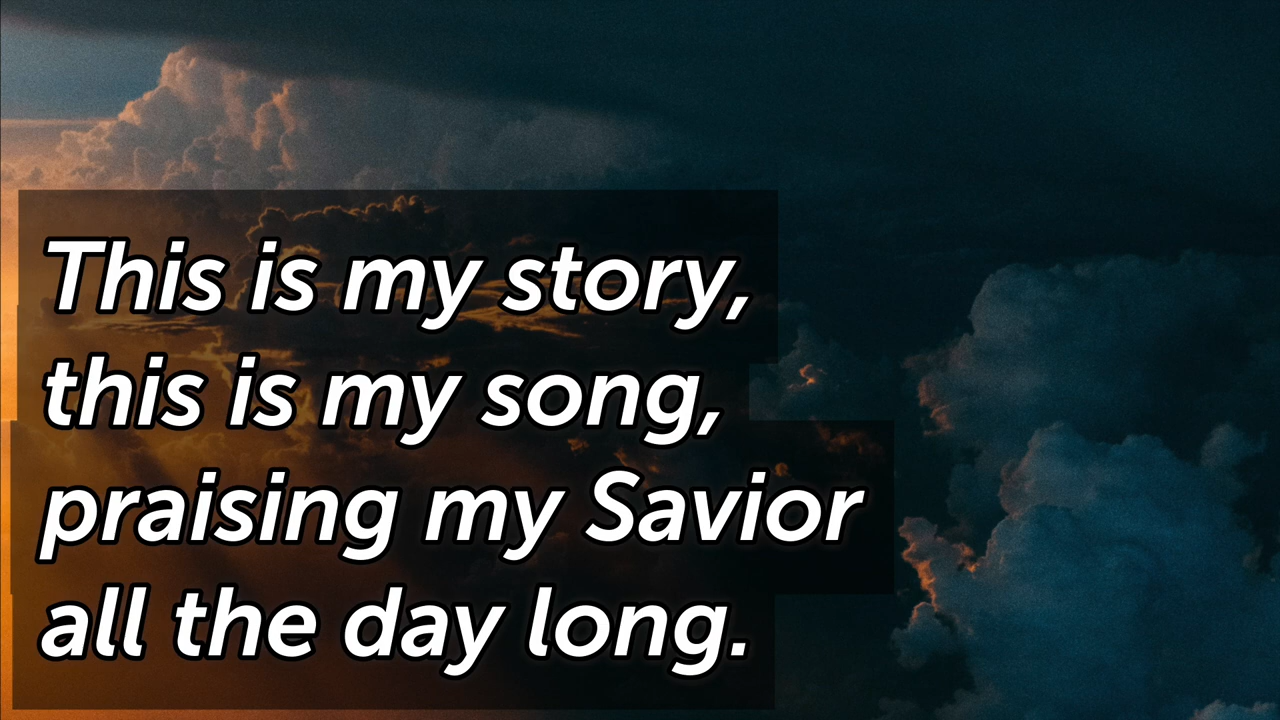 This is my story,
this is my song,
praising my Savior
all the day long.